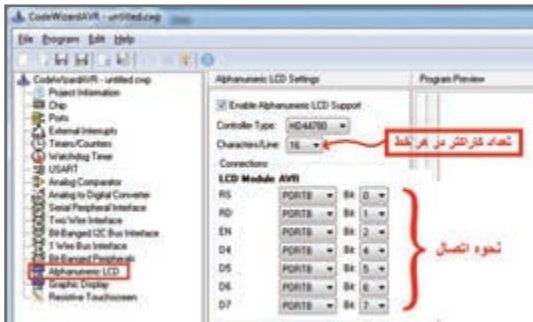 CodeWizardAVR - untitled.cwp
File Program Edit Help
CodeWizardAVR - untitled.cwp
Project Information
Chip
Ports
External Interrupts
Timers/Counters
Watchdog Timer
USART
Analog Comparator
Analog to Digital Converter
Serial Peripheral Interface
Two Wire Interface
Bit-Banged I2C Bus Interface
1 Wire Bus Interface
Bit-Banged Peripherals
Alphanumeric LCD
Graphic Display
Resistive Touchscreen
Alphanumeric LCD Settings
Enable Alphanumeric LCD Support
Controller Type: HD44780
Characters/Line: 16
تعداد کاراکتر در هر خط
Connections
LCD Module AVR
RS PORTB Bit: 0
RD PORTB Bit: 1
EN PORTB Bit: 2
D4 PORTB Bit: 4
D5 PORTB Bit: 5
D6 PORTB Bit: 6
D7 PORTB Bit: 7
نحوه اتصال
Program Preview